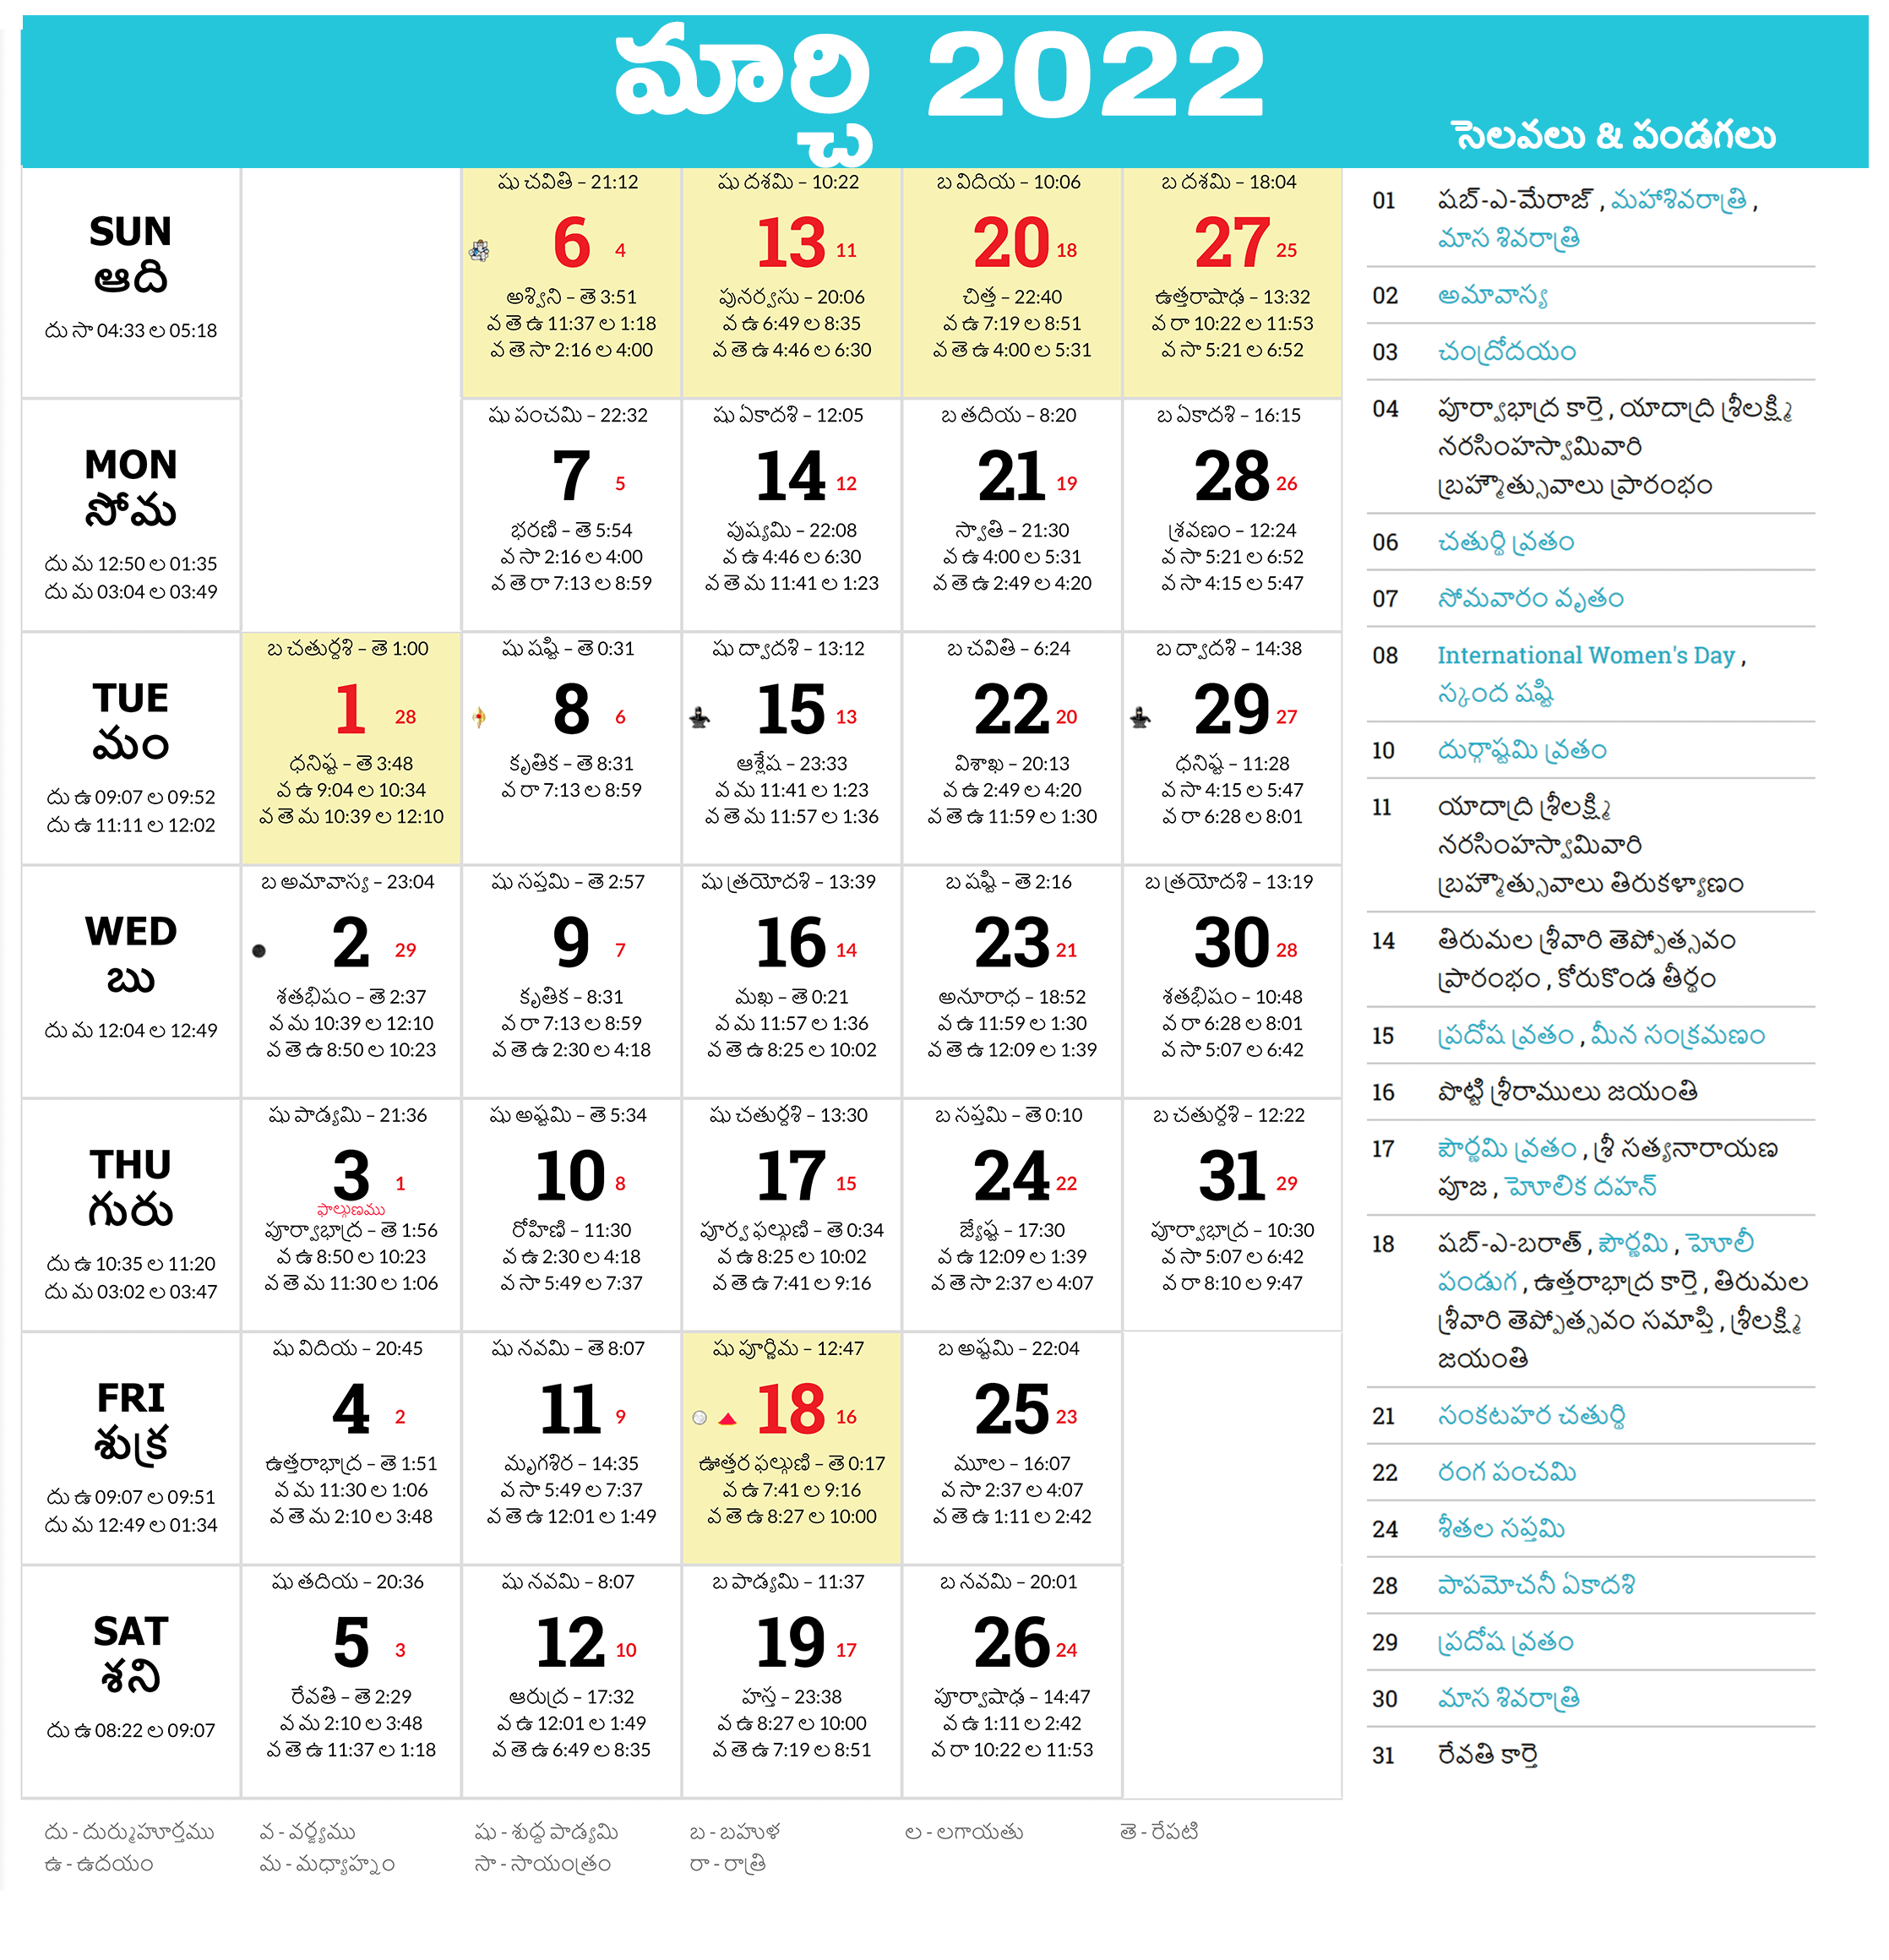 మార్చి 2022
సెలవలు & పండగలు
SUN
ఆది
దు సా 04:33 ల 05:18
షు చవితి – 21:12
6 4
అశ్విని – తె 3:51
వ తె ఉ 11:37 ల 1:18
వ తె సా 2:16 ల 4:00
షు దశమి – 10:22
13 11
పునర్వసు – 20:06
వ ఉ 6:49 ల 8:35
వ తె ఉ 4:46 ల 6:30
బ విదియ – 10:06
20 18
చిత్త – 22:40
వ ఉ 7:19 ల 8:51
వ తె ఉ 4:00 ల 5:31
బ దశమి – 18:04
27 25
ఉత్తరాషాఢ – 13:32
వ రా 10:22 ల 11:53
వ సా 5:21 ల 6:52
MON
సోమ
దు మ 12:50 ల 01:35
దు మ 03:04 ల 03:49
షు పంచమి – 22:32
7 5
భరణి – తె 5:54
వ సా 2:16 ల 4:00
వ తె రా 7:13 ల 8:59
షు ఏకాదశి – 12:05
14 12
పుష్యమి – 22:08
వ ఉ 4:46 ల 6:30
వ తె మ 11:41 ల 1:23
బ తదియ – 8:20
21 19
స్వాతి – 21:30
వ ఉ 4:00 ల 5:31
వ తె ఉ 2:49 ల 4:20
బ ఏకాదశి – 16:15
28 26
శ్రవణం – 12:24
వ సా 5:21 ల 6:52
వ సా 4:15 ల 5:47
TUE
మం
దు ఉ 09:07 ల 09:52
దు ఉ 11:11 ల 12:02
బ చతుర్దశి – తె 1:00
1 28
ధనిష్ట – తె 3:48
వ ఉ 9:04 ల 10:34
వ తె మ 10:39 ల 12:10
షు షష్టి – తె 0:31
8 6
కృతిక – తె 8:31
వ రా 7:13 ల 8:59
షు ద్వాదశి – 13:12
15 13
ఆశ్లేష – 23:33
వ మ 11:41 ల 1:23
వ తె మ 11:57 ల 1:36
బ చవితి – 6:24
22 20
విశాఖ – 20:13
వ ఉ 2:49 ల 4:20
వ తె ఉ 11:59 ల 1:30
బ ద్వాదశి – 14:38
29 27
ధనిష్ట – 11:28
వ సా 4:15 ల 5:47
వ రా 6:28 ల 8:01
WED
బు
దు మ 12:04 ల 12:49
బ అమావాస్య – 23:04
2 29
శతభిషం – తె 2:37
వ మ 10:39 ల 12:10
వ తె ఉ 8:50 ల 10:23
షు సప్తమి – తె 2:57
9 7
కృతిక – 8:31
వ రా 7:13 ల 8:59
వ తె ఉ 2:30 ల 4:18
షు త్రయోదశి – 13:39
16 14
మఖ – తె 0:21
వ మ 11:57 ల 1:36
వ తె ఉ 8:25 ల 10:02
బ షష్టి – తె 2:16
23 21
అనూరాధ – 18:52
వ ఉ 11:59 ల 1:30
వ తె ఉ 12:09 ల 1:39
బ త్రయోదశి – 13:19
30 28
శతభిషం – 10:48
వ రా 6:28 ల 8:01
వ సా 5:07 ల 6:42
THU
గురు
దు ఉ 10:35 ల 11:20
దు మ 03:02 ల 03:47
షు పాడ్యమి – 21:36
3 1
ఫాల్గుణము
పూర్వాభాద్ర – తె 1:56
వ ఉ 8:50 ల 10:23
వ తె మ 11:30 ల 1:06
షు అష్టమి – తె 5:34
10 8
రోహిణి – 11:30
వ ఉ 2:30 ల 4:18
వ సా 5:49 ల 7:37
షు చతుర్దశి – 13:30
17 15
పూర్వ ఫల్గుణి – తె 0:34
వ ఉ 8:25 ల 10:02
వ తె ఉ 7:41 ల 9:16
బ సప్తమి – తె 0:10
24 22
జ్యేష్ట – 17:30
వ ఉ 12:09 ల 1:39
వ తె సా 2:37 ల 4:07
బ చతుర్దశి – 12:22
31 29
పూర్వాభాద్ర – 10:30
వ సా 5:07 ల 6:42
వ రా 8:10 ల 9:47
FRI
శుక్ర
దు ఉ 09:07 ల 09:51
దు మ 12:49 ల 01:34
షు విదియ – 20:45
4 2
ఉత్తరాభాద్ర – తె 1:51
వ మ 11:30 ల 1:06
వ తె మ 2:10 ల 3:48
షు నవమి – తె 8:07
11 9
మృగశిర – 14:35
వ సా 5:49 ల 7:37
వ తె ఉ 12:01 ల 1:49
షు పూర్ణిమ – 12:47
18 16
ఊత్తర ఫల్గుణి – తె 0:17
వ ఉ 7:41 ల 9:16
వ తె ఉ 8:27 ల 10:00
బ అష్టమి – 22:04
25 23
మూల – 16:07
వ సా 2:37 ల 4:07
వ తె ఉ 1:11 ల 2:42
SAT
శని
దు ఉ 08:22 ల 09:07
షు తదియ – 20:36
5 3
రేవతి – తె 2:29
వ మ 2:10 ల 3:48
వ తె ఉ 11:37 ల 1:18
షు నవమి – 8:07
12 10
ఆరుద్ర – 17:32
వ ఉ 12:01 ల 1:49
వ తె ఉ 6:49 ల 8:35
బ పాడ్యమి – 11:37
19 17
హస్త – 23:38
వ ఉ 8:27 ల 10:00
వ తె ఉ 7:19 ల 8:51
బ నవమి – 20:01
26 24
పూర్వాషాఢ – 14:47
వ ఉ 1:11 ల 2:42
వ రా 10:22 ల 11:53
01 షబ్-ఎ-మేరాజ్ , మహాశివరాత్రి ,
మాస శివరాత్రి
02 అమావాస్య
03 చంద్రోదయం
04 పూర్వాభాద్ర కార్తె , యాదాద్రి శ్రీలక్ష్మి
నరసింహస్వామివారి
బ్రహ్మోత్సువాలు ప్రారంభం
06 చతుర్థి వ్రతం
07 సోమవారం వృతం
08 International Women's Day ,
స్కంద షష్టి
10 దుర్గాష్టమి వ్రతం
11 యాదాద్రి శ్రీలక్ష్మి
నరసింహస్వామివారి
బ్రహ్మోత్సువాలు తిరుకళ్యాణం
14 తిరుమల శ్రీవారి తెప్పోత్సవం
ప్రారంభం , కోరుకొండ తీర్థం
15 ప్రదోష వ్రతం , మీన సంక్రమణం
16 పొట్టి శ్రీరాములు జయంతి
17 పౌర్ణమి వ్రతం , శ్రీ సత్యనారాయణ
పూజ , హెూలిక దహన్
18 షబ్-ఎ-బరాత్ , పౌర్ణమి , హెూలీ
పండుగ , ఉత్తరాభాద్ర కార్తె , తిరుమల
శ్రీవారి తెప్పోత్సవం సమాప్తి , శ్రీలక్ష్మి
జయంతి
21 సంకటహర చతుర్థి
22 రంగ పంచమి
24 శీతల సప్తమి
28 పాపమోచనీ ఏకాదశి
29 ప్రదోష వ్రతం
30 మాస శివరాత్రి
31 రేవతి కార్తె
దు - దుర్ముహూర్తము వ - వర్జ్యము షు - శుద్ధ పాడ్యమి బ - బహుళ ల - లగాయతు తె - రేపటి
ఉ - ఉదయం మ - మధ్యాహ్నం సా - సాయంత్రం రా - రాత్రి